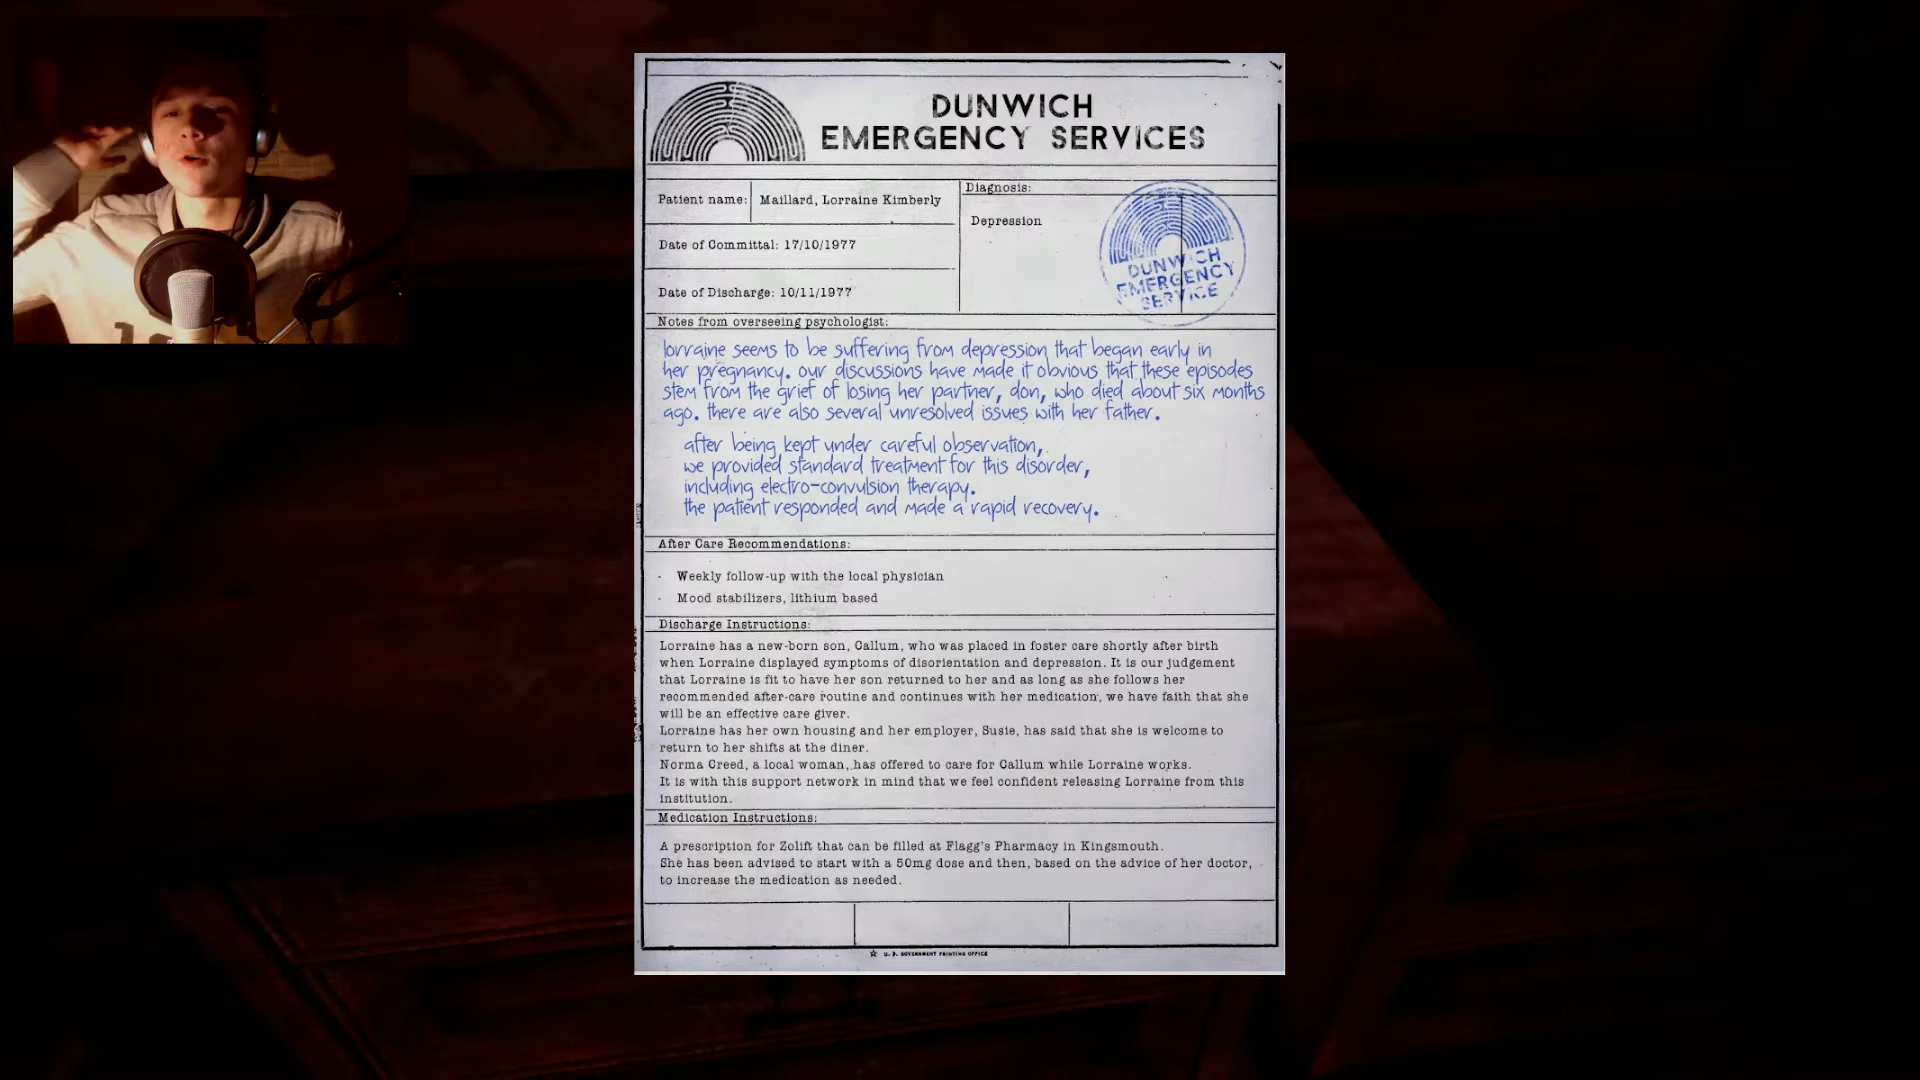 DUNWICH
EMERGENCY SERVICES
Patient name:
Maillard, Lorraine Kimberly
Date of Committal: 17/10/1977
Date of Discharge: 10/11/1977
Diagnosis:
Depression
DUNWICH
EMERGENCY
SERVICE
Notes from overseeing psychologist:
lorraine seems to be suffering from depression that began early in
her pregnancy. our discussions have made it obvious that these episodes
stem from the grief of losing her partner, don, who died about six months
ago. there are also several unresolved issues with her father.
after being kept under careful observation,
we provided standard treatment for this disorder,
including electro-convulsion therapy.
the patient responded and made a rapid recovery.
After Care Recommendations:
- Weekly follow-up with the local physician
- Mood stabilizers, lithium based
Discharge Instructions:
Lorraine has a new-born son, Callum, who was placed in foster care shortly after birth
when Lorraine displayed symptoms of disorientation and depression. It is our judgement
that Lorraine is fit to have her son returned to her and as long as she follows her
recommended after-care routine and continues with her medication, we have faith that she
will be an effective care giver.
Lorraine has her own housing and her employer, Susie, has said that she is welcome to
return to her shifts at the diner.
Norma Creed, a local woman, has offered to care for Callum while Lorraine works.
It is with this support network in mind that we feel confident releasing Lorraine from this
institution.
Medication Instructions:
A prescription for Zolift that can be filled at Flagg's Pharmacy in Kingsmouth.
She has been advised to start with a 50mg dose and then, based on the advice of her doctor,
to increase the medication as needed.
☆ U. S. GOVERNMENT PRINTING OFFICE